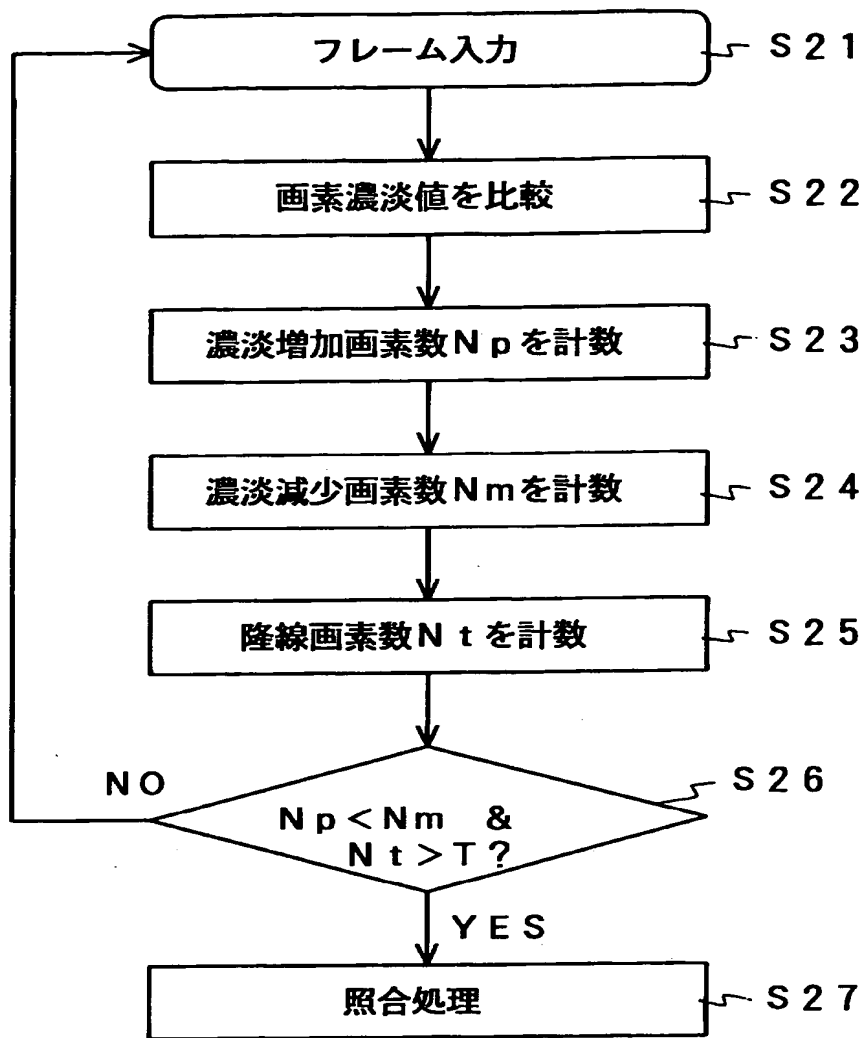 フレーム入力 S21
画素濃淡値を比較 S22
濃淡増加画素数Npを計数 S23
濃淡減少画素数Nmを計数 S24
隆線画素数Ntを計数 S25
NO
S26
Np<Nm &
Nt>T?
YES
照合処理 S27